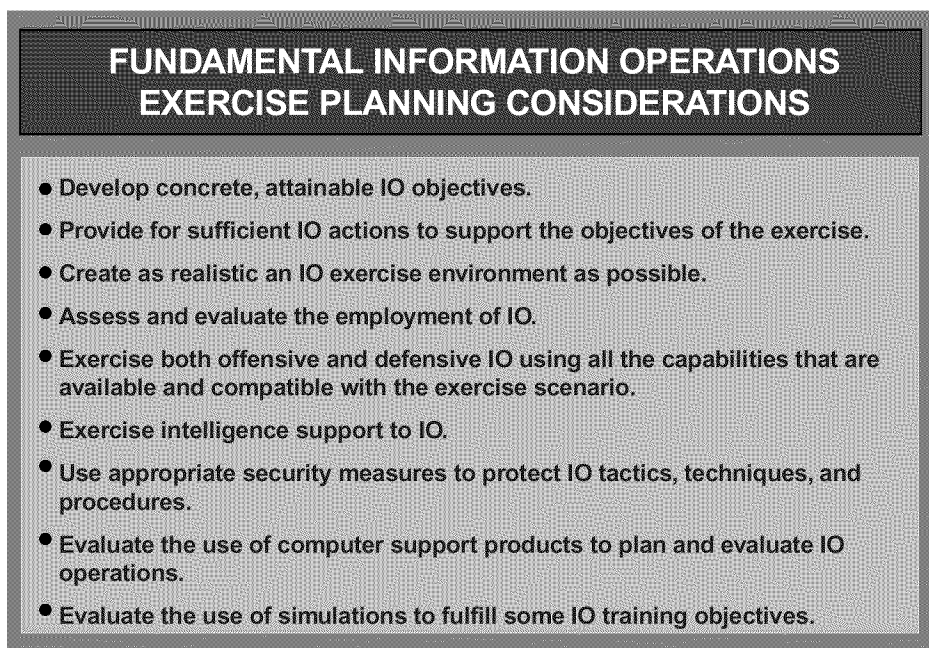 FUNDAMENTAL INFORMATION OPERATIONS
EXERCISE PLANNING CONSIDERATIONS
● Develop concrete, attainable IO objectives.
● Provide for sufficient IO actions to support the objectives of the exercise.
● Create as realistic an IO exercise environment as possible.
● Assess and evaluate the employment of IO.
● Exercise both offensive and defensive IO using all the capabilities that are
available and compatible with the exercise scenario.
● Exercise intelligence support to IO.
● Use appropriate security measures to protect IO tactics, techniques, and
procedures.
● Evaluate the use of computer support products to plan and evaluate IO
operations.
● Evaluate the use of simulations to fulfill some IO training objectives.